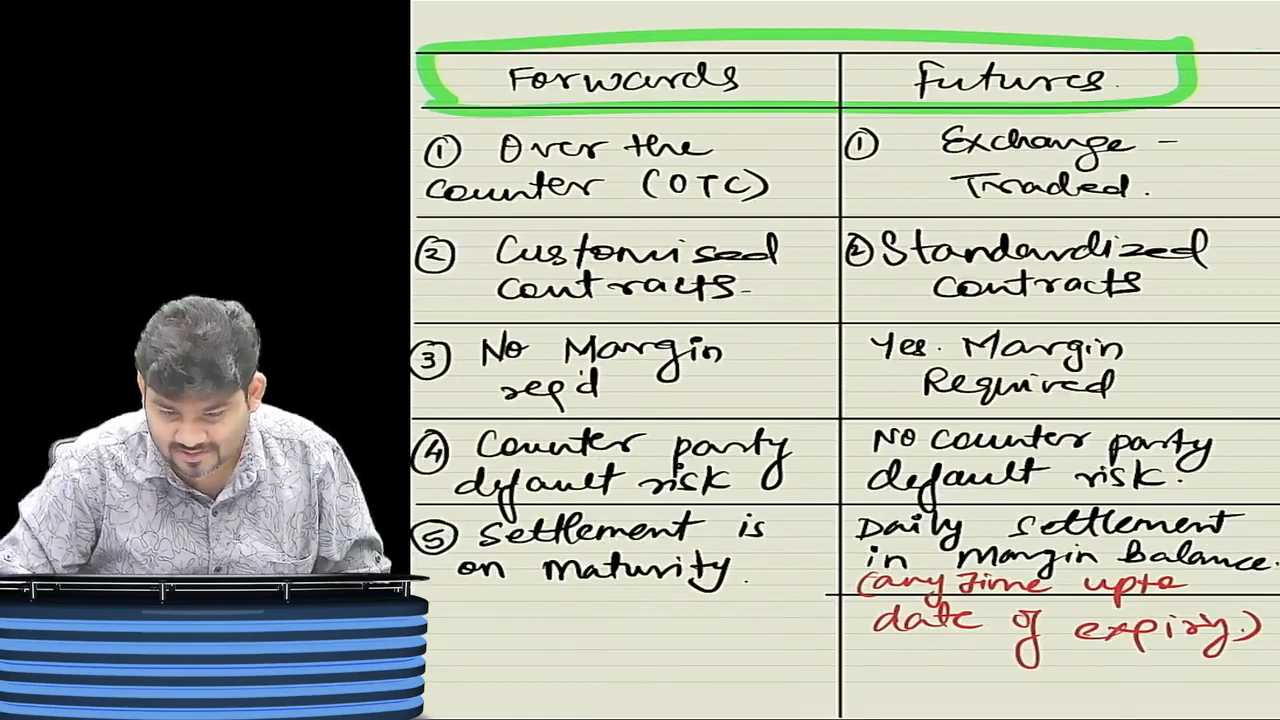 Forwards
Futures.
① Over the
counter (OTC)
① Exchange -
Traded.
② Customised
contracts.
② Standardized
contracts
③ No Margin
req'd
Yes. Margin
Required
④ Counter party
default risk
No counter party
default risk.
⑤ Settlement is
on maturity.
Daily settlement
in Margin balance.
(any time upto
date of expiry.)